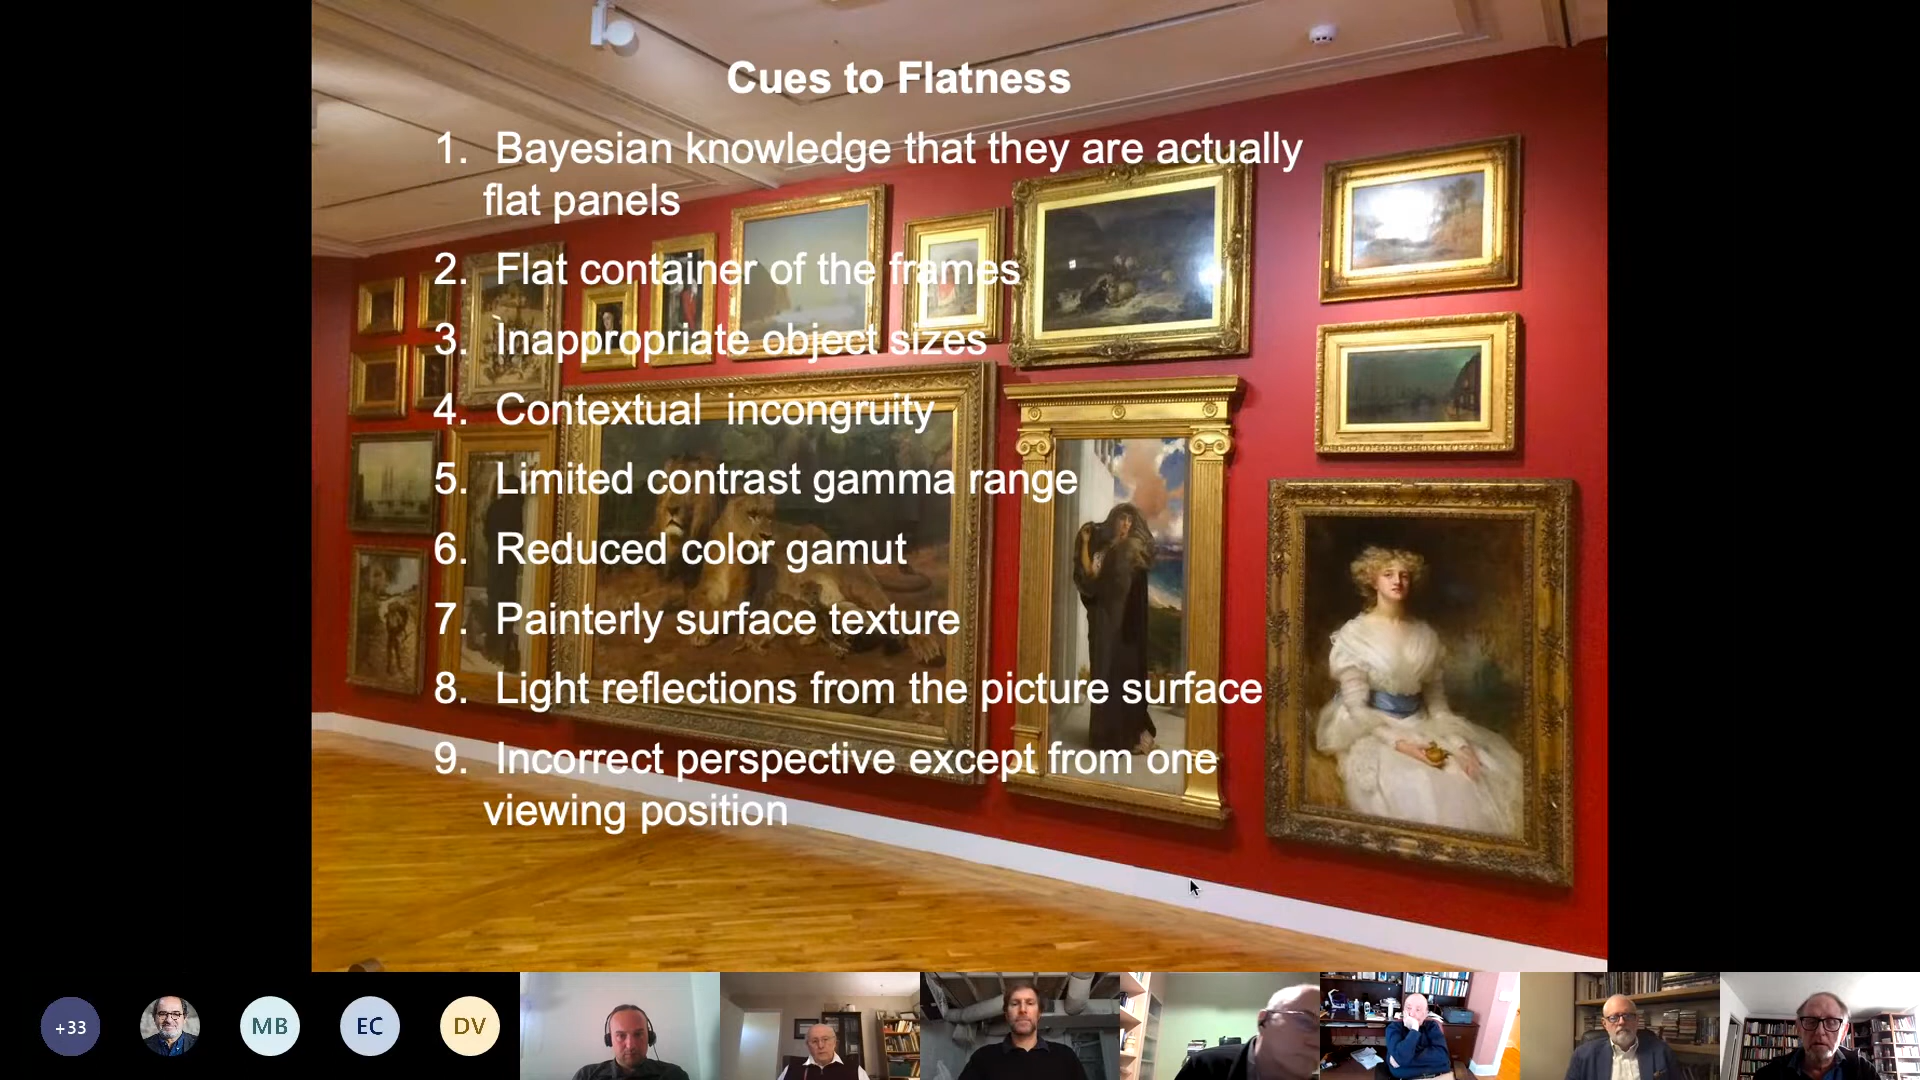 Cues to Flatness
1. Bayesian knowledge that they are actually
flat panels
2. Flat container of the frames
3. Inappropriate object sizes
4. Contextual  incongruity
5. Limited contrast gamma range
6. Reduced color gamut
7. Painterly surface texture
8. Light reflections from the picture surface
9. Incorrect perspective except from one
viewing position
+33
MB
EC
DV